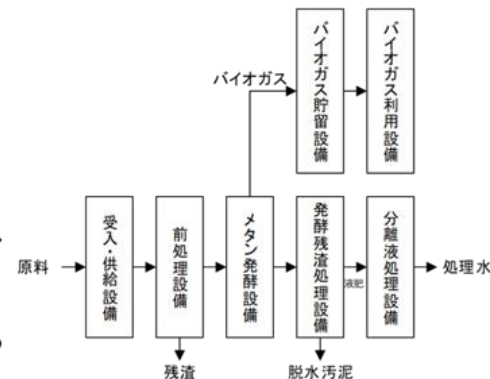 バイオガス
バイオガス貯留設備
バイオガス利用設備
原料
受入・供給設備
前処理設備
メタン発酵設備
発酵残渣処理設備
液肥
分離液処理設備
処理水
残渣
脱水汚泥